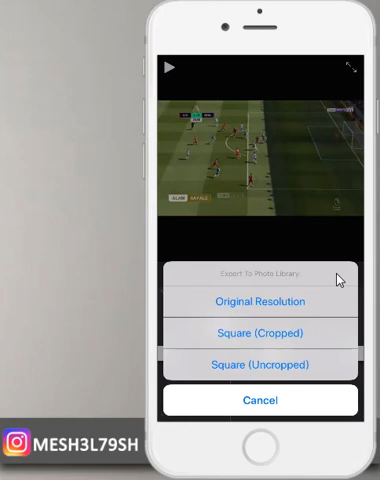 Export To Photo Library:
Original Resolution
Square (Cropped)
Square (Uncropped)
Cancel
MESH3L79SH